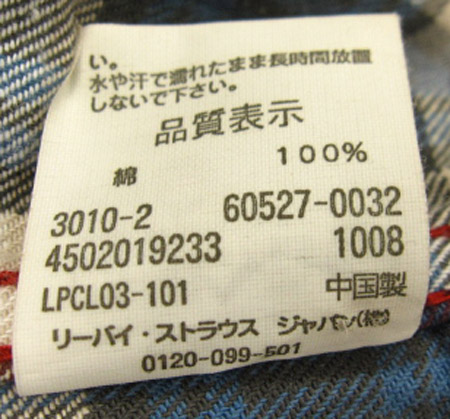 い。
水や汗で濡れたまま長時間放置
しないで下さい。
品質表示
綿 100%
3010-2 60527-0032
4502019233 1008
LPCL03-101 中国製
リーバイ・ストラウス ジャパン(株)
0120-099-501